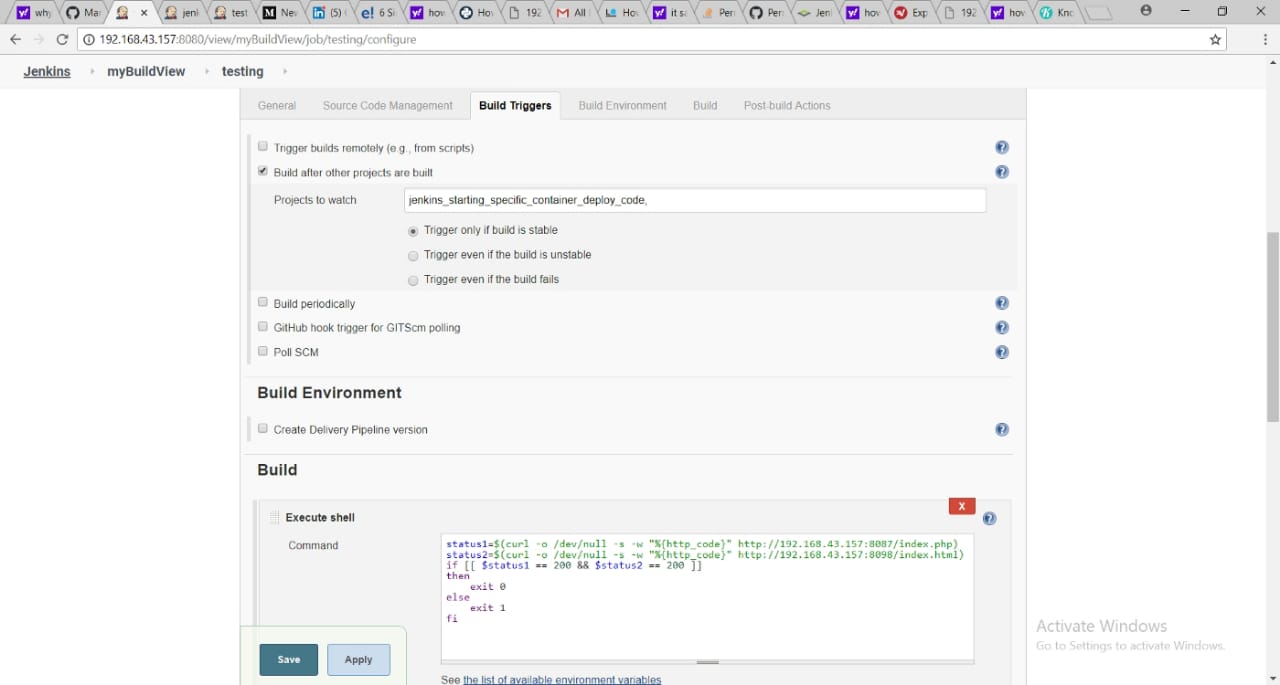 why
Mar
jenk
test
Nev
(5)
6 Si
how
Hov
192
All
Hov
it sa
Per
Per
Jen
how
Exp
192
how
Kno
192.168.43.157:8080/view/myBuildView/job/testing/configure
Jenkins myBuildView testing
General Source Code Management Build Triggers Build Environment Build Post-build Actions
Trigger builds remotely (e.g., from scripts)
Build after other projects are built
Projects to watch jenkins_starting_specific_container_deploy_code,
Trigger only if build is stable
Trigger even if the build is unstable
Trigger even if the build fails
Build periodically
GitHub hook trigger for GITScm polling
Poll SCM
Build Environment
Create Delivery Pipeline version
Build
X
Execute shell
Command
status1=$(curl -o /dev/null -s -w "%{http_code}" http://192.168.43.157:8087/index.php)
status2=$(curl -o /dev/null -s -w "%{http_code}" http://192.168.43.157:8098/index.html)
if [[ $status1 == 200 && $status2 == 200 ]]
then
exit 0
else
exit 1
fi
Activate Windows
Go to Settings to activate Windows.
Save Apply
See the list of available environment variables